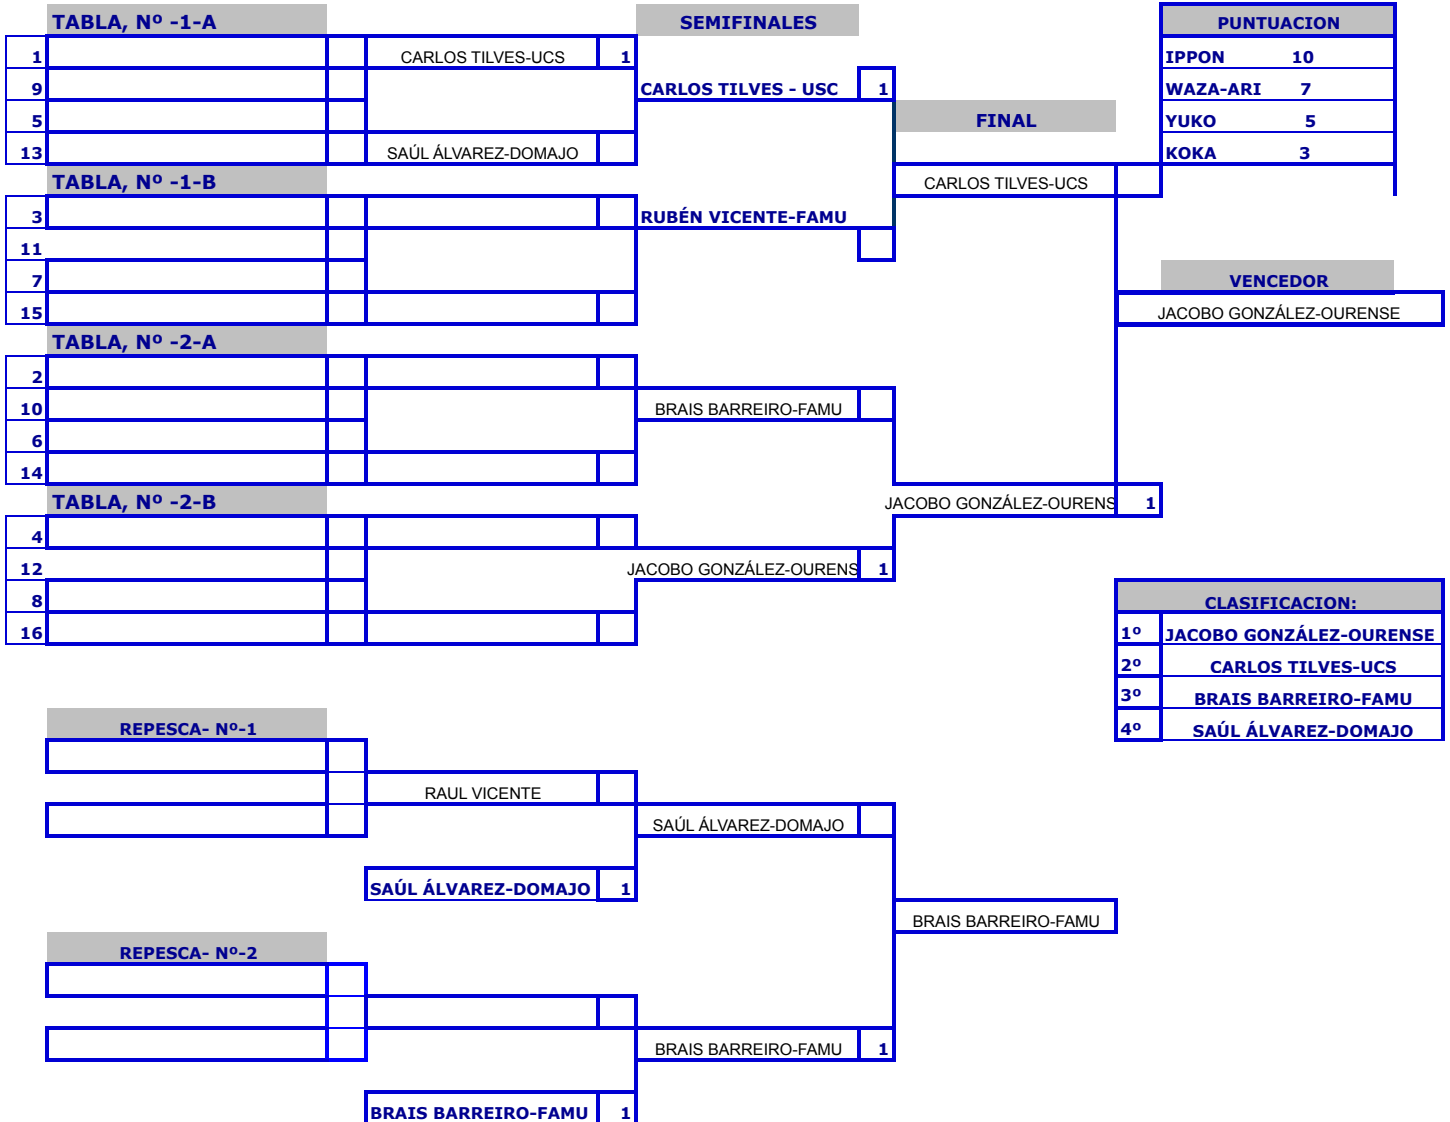 TABLA, Nº -1-A SEMIFINALES PUNTUACION
1 CARLOS TILVES-UCS 1 IPPON 10
9 CARLOS TILVES - USC 1 WAZA-ARI 7
5 FINAL YUKO 5
13 SAÚL ÁLVAREZ-DOMAJO KOKA 3
TABLA, Nº -1-B CARLOS TILVES-UCS
3 RUBÉN VICENTE-FAMU
11
7 VENCEDOR
15 JACOBO GONZÁLEZ-OURENSE
TABLA, Nº -2-A
2
10 BRAIS BARREIRO-FAMU
6
14
TABLA, Nº -2-B JACOBO GONZÁLEZ-OURENS 1
4
12 JACOBO GONZÁLEZ-OURENS 1
8 CLASIFICACION:
16 1º JACOBO GONZÁLEZ-OURENSE
2º CARLOS TILVES-UCS
3º BRAIS BARREIRO-FAMU
REPESCA- Nº-1 4º SAÚL ÁLVAREZ-DOMAJO
RAUL VICENTE
SAÚL ÁLVAREZ-DOMAJO
SAÚL ÁLVAREZ-DOMAJO 1
BRAIS BARREIRO-FAMU
REPESCA- Nº-2
BRAIS BARREIRO-FAMU 1
BRAIS BARREIRO-FAMU 1